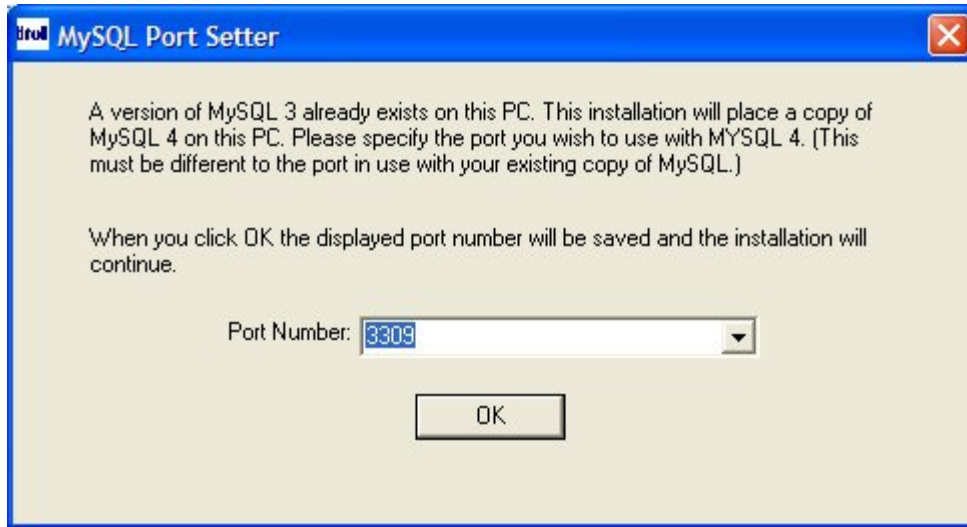 MySQL Port Setter
A version of MySQL 3 already exists on this PC. This installation will place a copy of
MySQL 4 on this PC. Please specify the port you wish to use with MYSQL 4. (This
must be different to the port in use with your existing copy of MySQL.)
When you click OK the displayed port number will be saved and the installation will
continue.
Port Number: 3309
OK